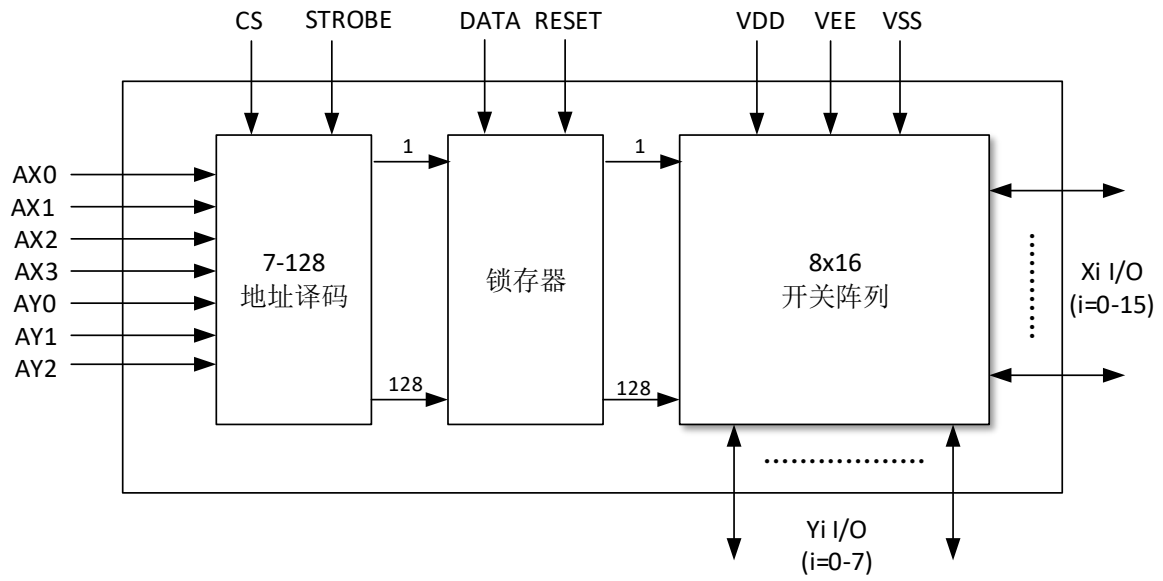 CS
STROBE
DATA
RESET
VDD
VEE
VSS
AX0
AX1
AX2
AX3
AY0
AY1
AY2
7-128
地址译码
1
128
锁存器
1
128
8x16
开关阵列
Xi I/O
(i=0-15)
Yi I/O
(i=0-7)